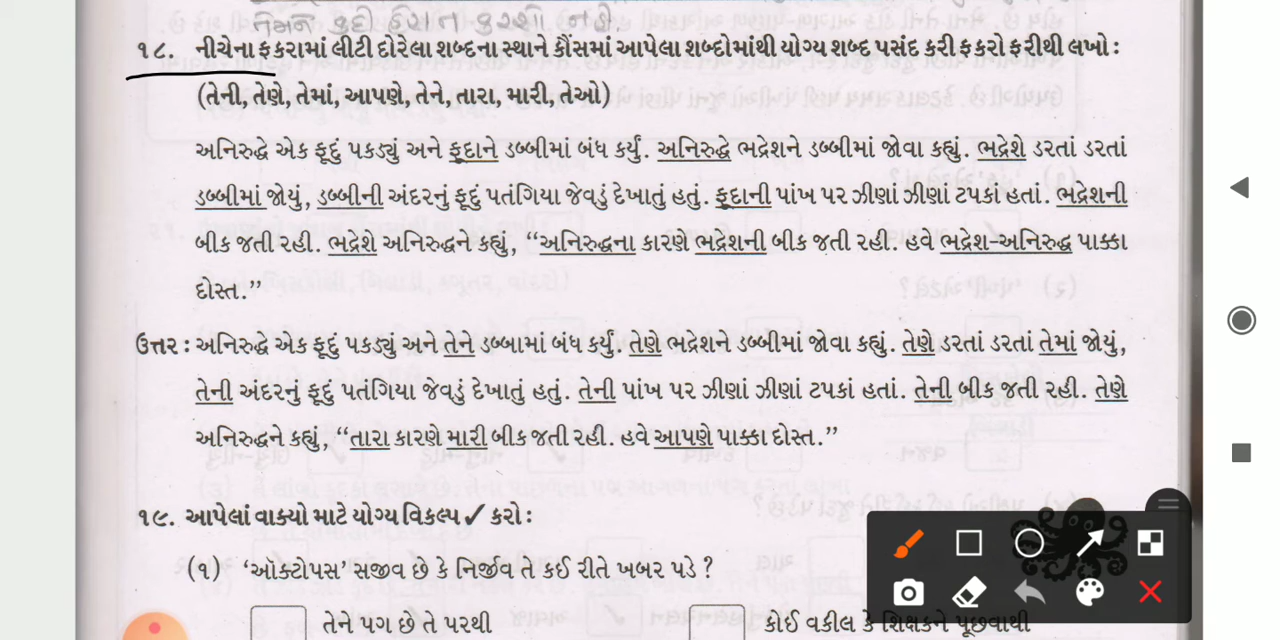 ૧૮. નીચેના ફકરામાં લીટી દોરેલા શબ્દના સ્થાને કૌંસમાં આપેલા શબ્દોમાંથી યોગ્ય શબ્દ પસંદ કરી ફકરો ફરીથી લખો :
(તેની, તેણે, તેમાં, આપણે, તેને, તારા, મારી, તેઓ)
અનિરુદ્ધે એક ફૂદું પકડ્યું અને ફૂદાને ડબ્બીમાં બંધ કર્યું. અનિરુદ્ધે ભદ્રેશને ડબ્બીમાં જોવા કહ્યું. ભદ્રેશે ડરતાં ડરતાં
ડબ્બીમાં જોયું, ડબ્બીની અંદરનું ફૂદું પતંગિયા જેવડું દેખાતું હતું. ફૂદાની પાંખ પર ઝીણાં ઝીણાં ટપકાં હતાં. ભદ્રેશની
બીક જતી રહી. ભદ્રેશે અનિરુદ્ધને કહ્યું, “અનિરુદ્ધના કારણે ભદ્રેશની બીક જતી રહી. હવે ભદ્રેશ-અનિરુદ્ધ પાક્કા
દોસ્ત.”
ઉત્તર : અનિરુદ્ધે એક ફૂદું પકડ્યું અને તેને ડબ્બામાં બંધ કર્યું. તેણે ભદ્રેશને ડબ્બીમાં જોવા કહ્યું. તેણે ડરતાં ડરતાં તેમાં જોયું,
તેની અંદરનું ફૂદું પતંગિયા જેવડું દેખાતું હતું. તેની પાંખ પર ઝીણાં ઝીણાં ટપકાં હતાં. તેની બીક જતી રહી. તેણે
અનિરુદ્ધને કહ્યું, “તારા કારણે મારી બીક જતી રહી. હવે આપણે પાક્કા દોસ્ત.”
૧૯. આપેલાં વાક્યો માટે યોગ્ય વિકલ્પ ✓ કરો :
(૧) ‘ઑક્ટોપસ’ સજીવ છે કે નિર્જીવ તે કઈ રીતે ખબર પડે ?
તેને પગ છે તે પરથી કોઈ વકીલ કે શિક્ષકને પૂછવાથી